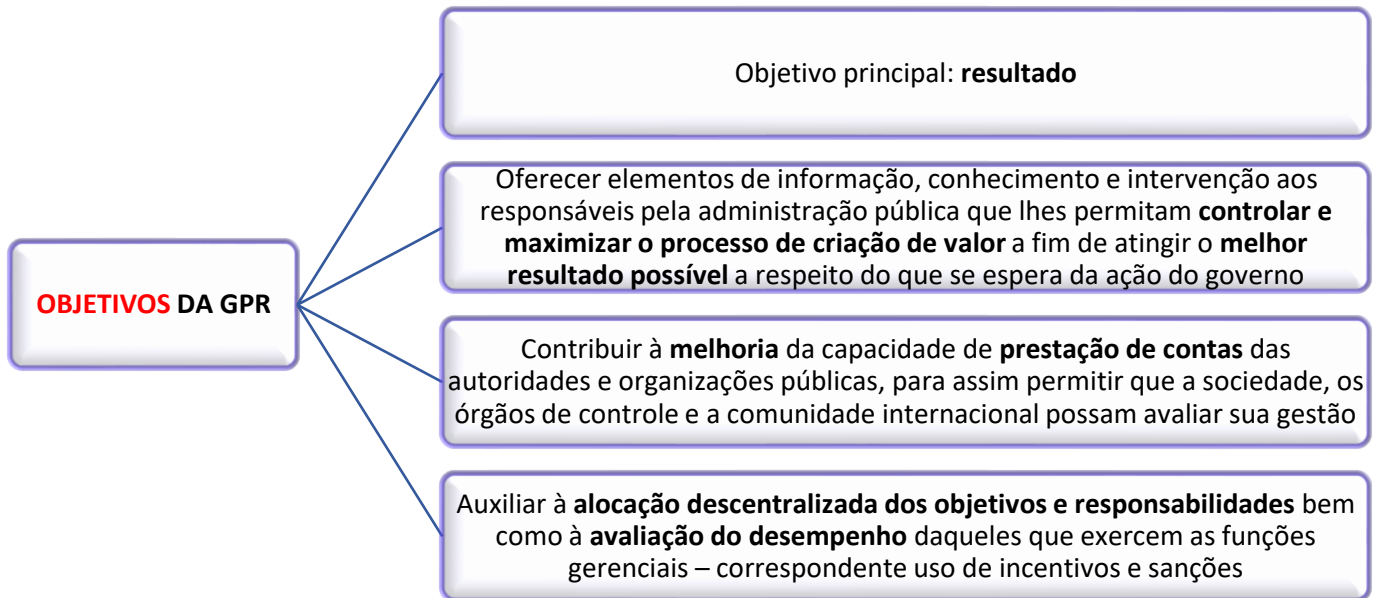 Objetivo principal: resultado
Oferecer elementos de informação, conhecimento e intervenção aos
responsáveis pela administração pública que lhes permitam controlar e
maximizar o processo de criação de valor a fim de atingir o melhor
resultado possível a respeito do que se espera da ação do governo
OBJETIVOS DA GPR
Contribuir à melhoria da capacidade de prestação de contas das
autoridades e organizações públicas, para assim permitir que a sociedade, os
órgãos de controle e a comunidade internacional possam avaliar sua gestão
Auxiliar à alocação descentralizada dos objetivos e responsabilidades bem
como à avaliação do desempenho daqueles que exercem as funções
gerenciais – correspondente uso de incentivos e sanções